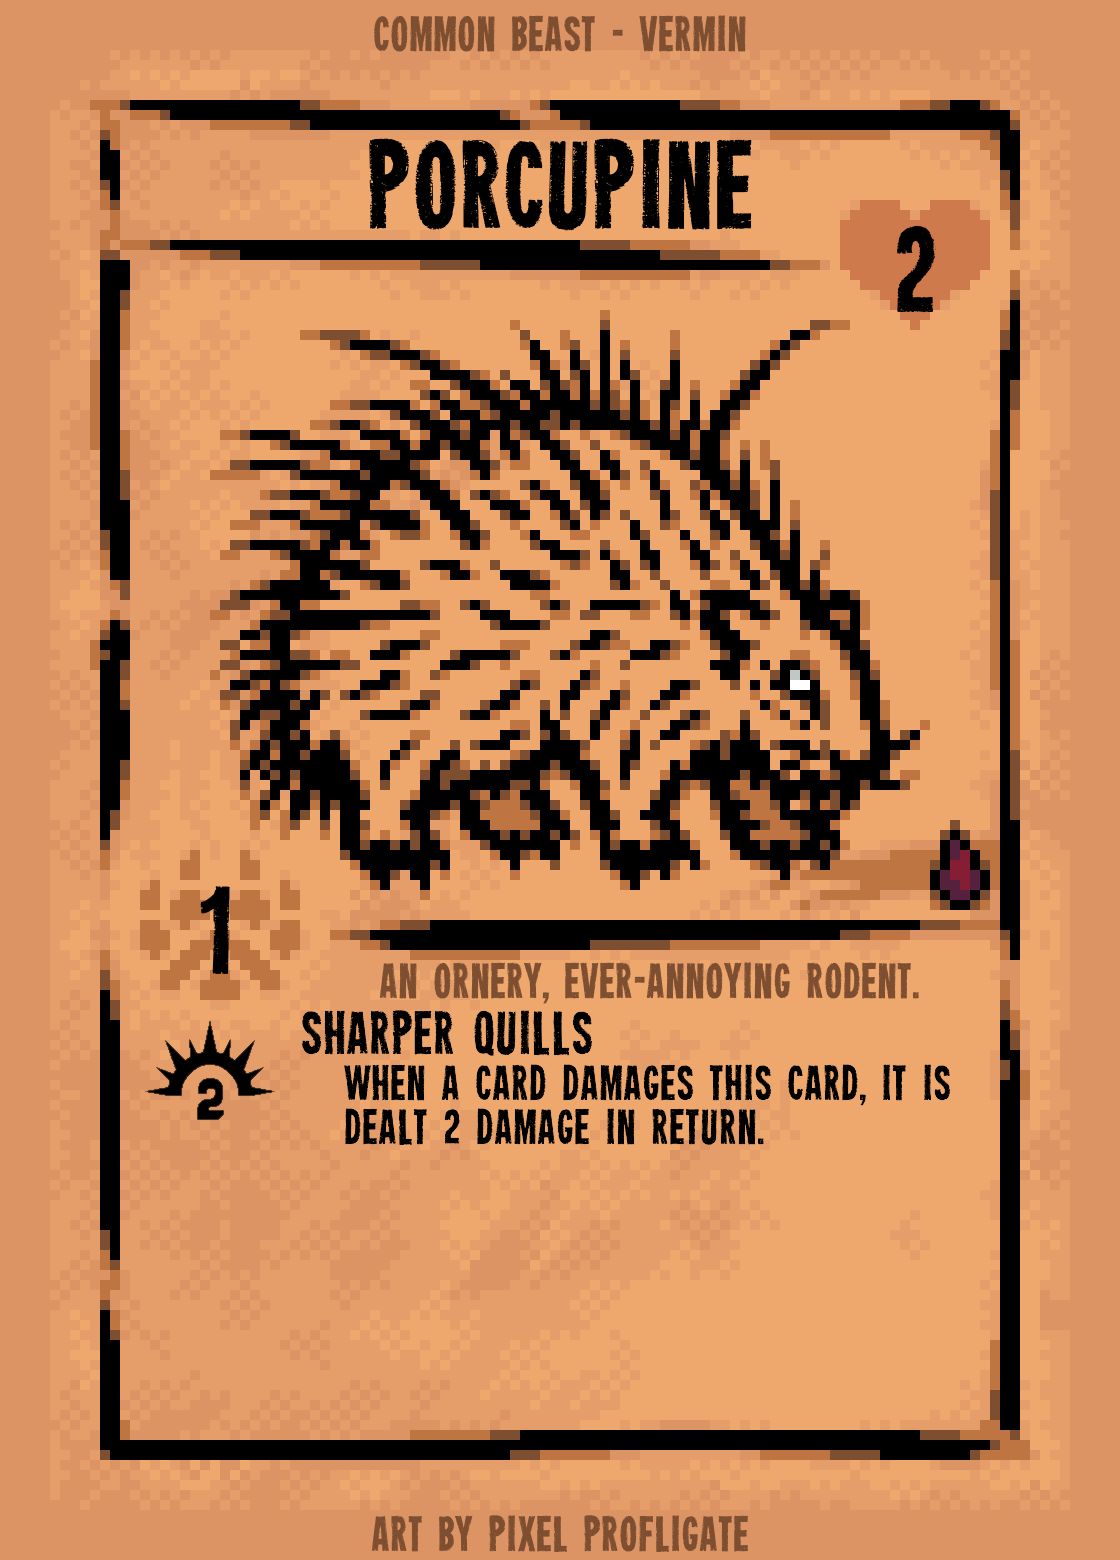 COMMON BEAST - VERMIN
PORCUPINE
2
1
AN ORNERY, EVER-ANNOYING RODENT.
SHARPER QUILLS
2
WHEN A CARD DAMAGES THIS CARD, IT IS
DEALT 2 DAMAGE IN RETURN.
ART BY PIXEL PROFLIGATE